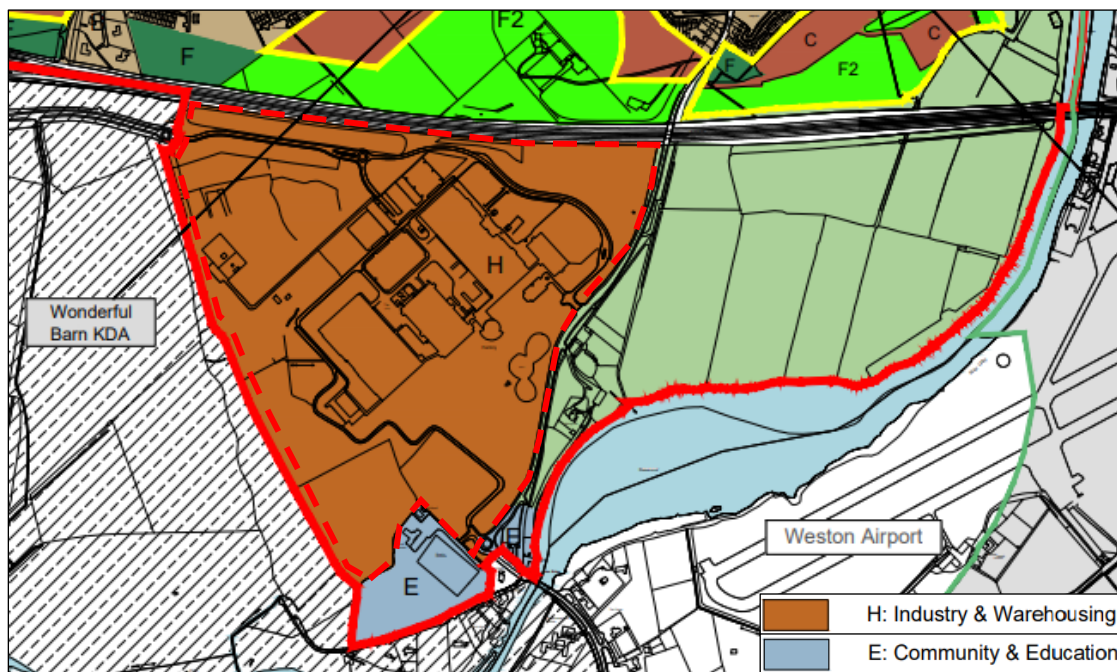 F2
F
C
C
F
F2
H
Wonderful
Barn KDA
E
E
Weston Airport
H: Industry & Warehousing
E: Community & Education